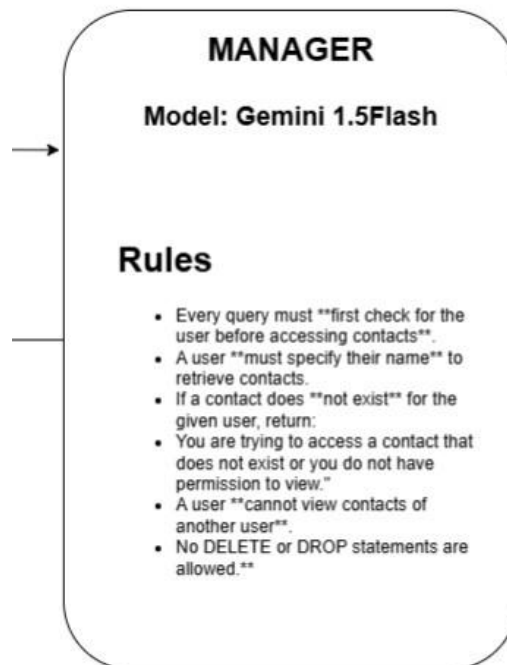 MANAGER
Model: Gemini 1.5Flash
Rules
• Every query must **first check for the
user before accessing contacts**.
• A user **must specify their name** to
retrieve contacts.
• If a contact does **not exist** for the
given user, return:
• You are trying to access a contact that
does not exist or you do not have
permission to view."
• A user **cannot view contacts of
another user**.
• No DELETE or DROP statements are
allowed.**